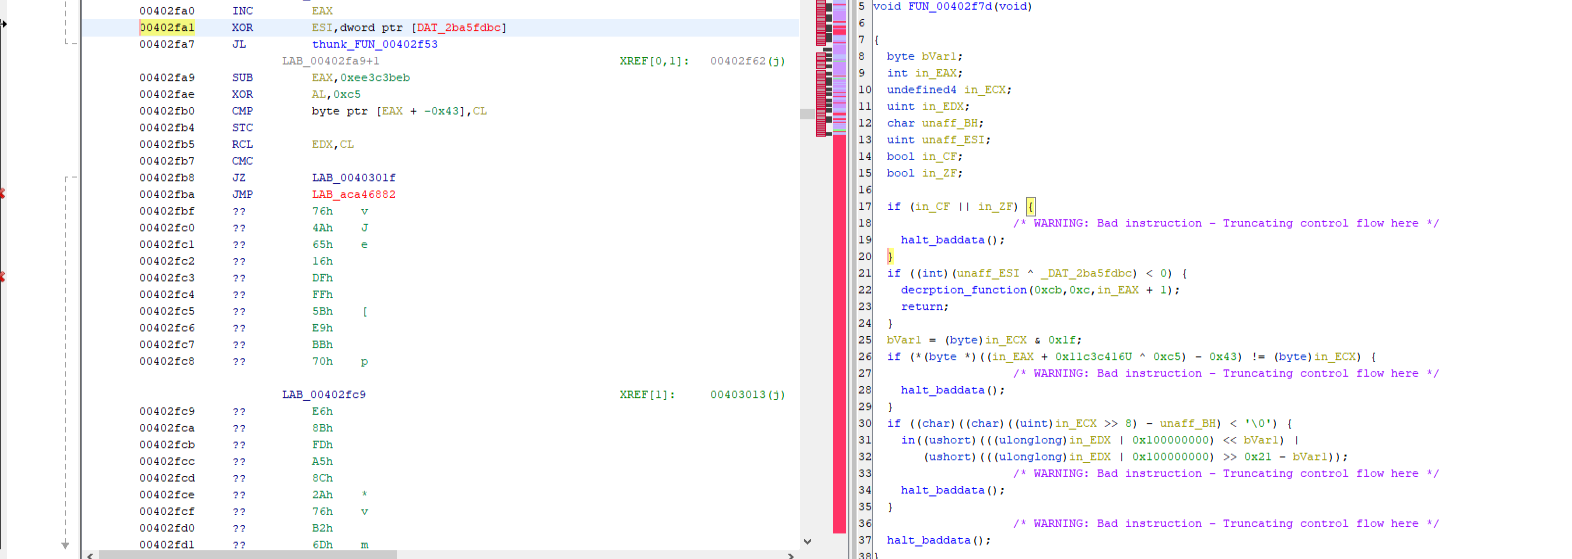 00402fa0 INC EAX
00402fa1 XOR ESI,dword ptr [DAT_2ba5fdbc]
00402fa7 JL thunk_FUN_00402f53
LAB_00402fa9+1 XREF[0,1]: 00402f62(j)
00402fa9 SUB EAX,0xee3c3beb
00402fae XOR AL,0xc5
00402fb0 CMP byte ptr [EAX + -0x43],CL
00402fb4 STC
00402fb5 RCL EDX,CL
00402fb7 CMC
00402fb8 JZ LAB_0040301f
00402fba JMP LAB_aca46882
00402fbf ?? 76h v
00402fc0 ?? 4Ah J
00402fc1 ?? 65h e
00402fc2 ?? 16h
00402fc3 ?? DFh
00402fc4 ?? FFh
00402fc5 ?? 5Bh [
00402fc6 ?? E9h
00402fc7 ?? BBh
00402fc8 ?? 70h p
LAB_00402fc9 XREF[1]: 00403013(j)
00402fc9 ?? E6h
00402fca ?? 8Bh
00402fcb ?? FDh
00402fcc ?? A5h
00402fcd ?? 8Ch
00402fce ?? 2Ah *
00402fcf ?? 76h v
00402fd0 ?? B2h
00402fd1 ?? 6Dh m
5 void FUN_00402f7d(void)
6
7 {
8 byte bVar1;
9 int in_EAX;
10 undefined4 in_ECX;
11 uint in_EDX;
12 char unaff_BH;
13 uint unaff_ESI;
14 bool in_CF;
15 bool in_ZF;
16
17 if (in_CF || in_ZF) {
18 /* WARNING: Bad instruction - Truncating control flow here */
19 halt_baddata();
20 }
21 if ((int)(unaff_ESI ^ _DAT_2ba5fdbc) < 0) {
22 decrption_function(0xcb,0xc,in_EAX + 1);
23 return;
24 }
25 bVar1 = (byte)in_ECX & 0x1f;
26 if (*(byte *)((in_EAX + 0x11c3c416U ^ 0xc5) - 0x43) != (byte)in_ECX) {
27 /* WARNING: Bad instruction - Truncating control flow here */
28 halt_baddata();
29 }
30 if ((char)((char)((uint)in_ECX >> 8) - unaff_BH) < '\0') {
31 in((ushort)(((ulonglong)in_EDX | 0x100000000) << bVar1) |
32 (ushort)(((ulonglong)in_EDX | 0x100000000) >> 0x21 - bVar1));
33 /* WARNING: Bad instruction - Truncating control flow here */
34 halt_baddata();
35 }
36 /* WARNING: Bad instruction - Truncating control flow here */
37 halt_baddata();
38 }